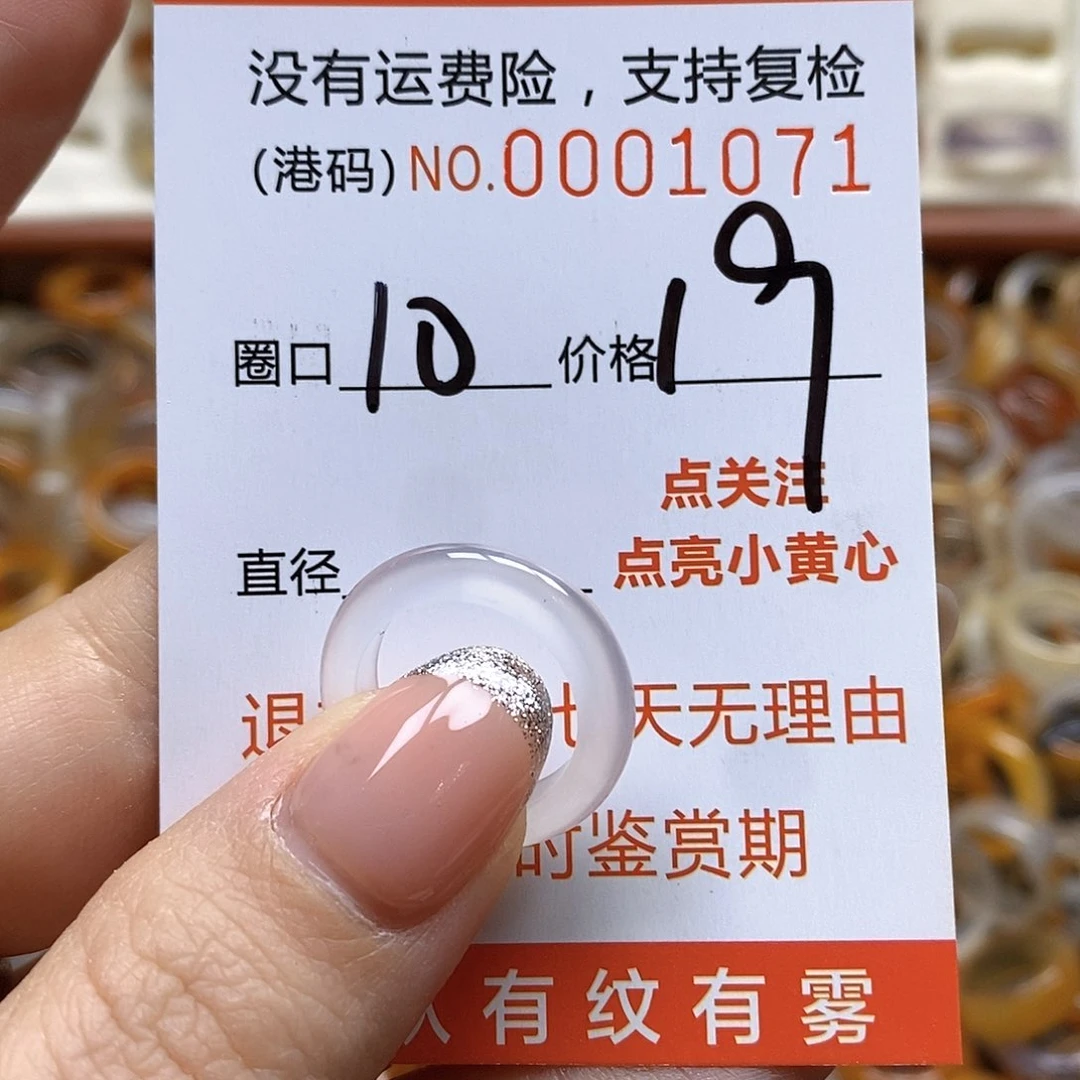 没有运费险，支持复检
(港码) NO.0001071
圈口 10 价格 19
点关注
直径 点亮小黄心
退 天无理由
时鉴赏期
有纹有雾